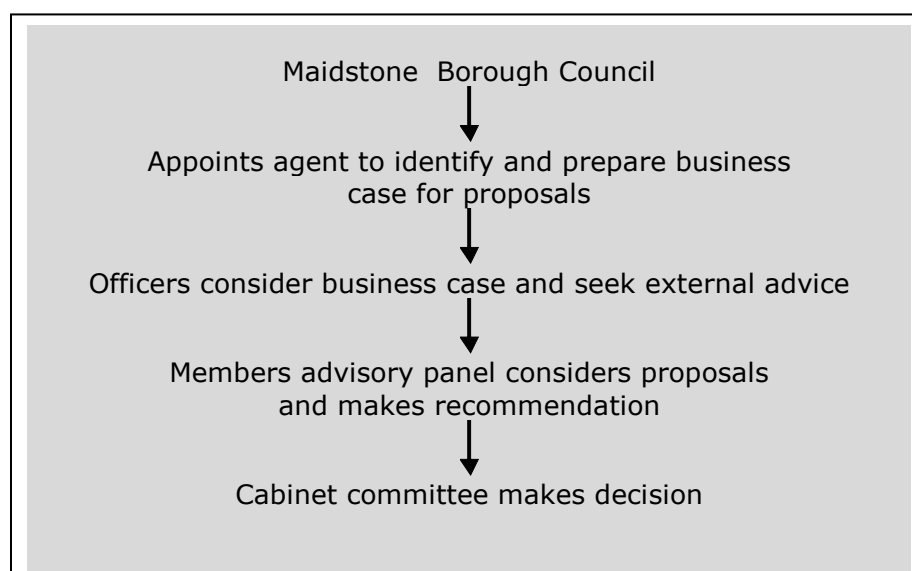 Maidstone  Borough Council
Appoints agent to identify and prepare business
case for proposals
Officers consider business case and seek external advice
Members advisory panel considers proposals
and makes recommendation
Cabinet committee makes decision